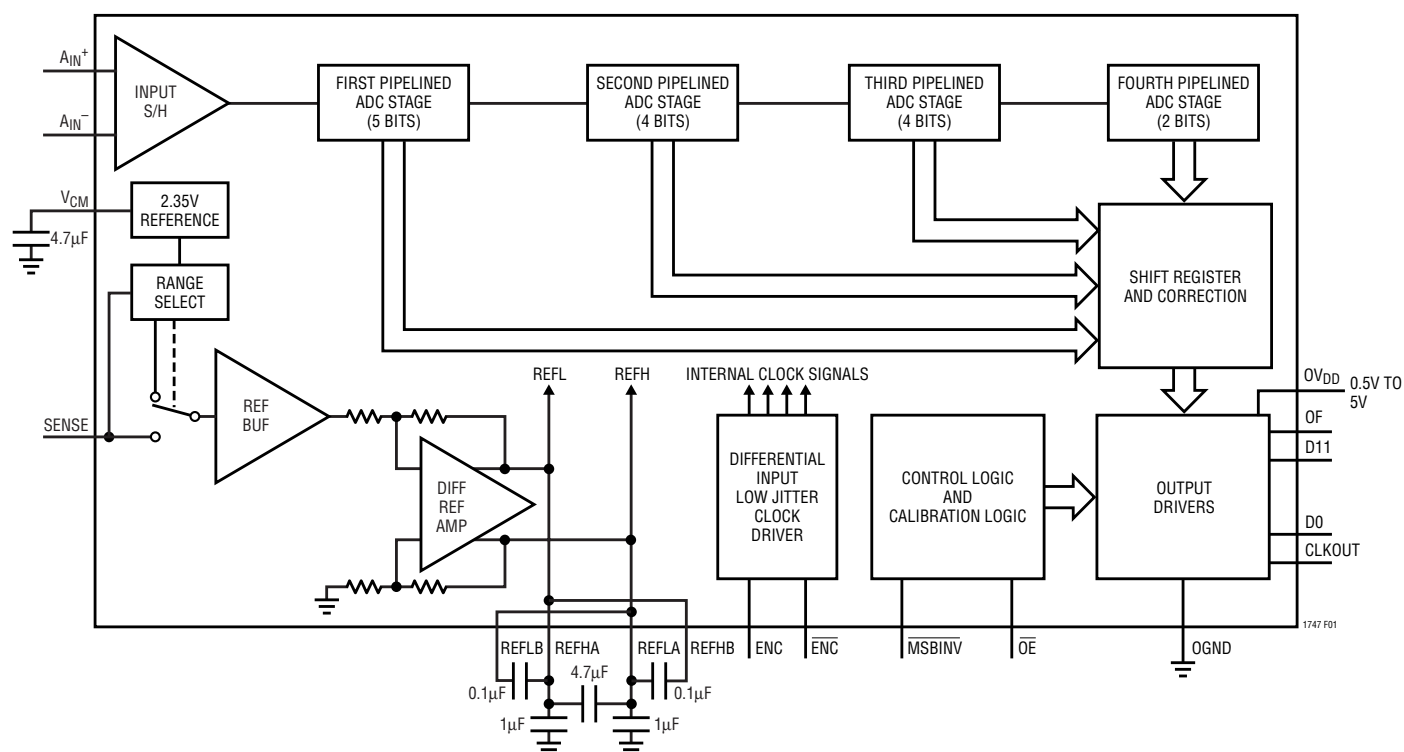 AIN+
AIN–
INPUT
S/H
FIRST PIPELINED
ADC STAGE
(5 BITS)
SECOND PIPELINED
ADC STAGE
(4 BITS)
THIRD PIPELINED
ADC STAGE
(4 BITS)
FOURTH PIPELINED
ADC STAGE
(2 BITS)
VCM
4.7µF
2.35V
REFERENCE
RANGE
SELECT
SHIFT REGISTER
AND CORRECTION
REFL
REFH
INTERNAL CLOCK SIGNALS
SENSE
REF
BUF
DIFF
REF
AMP
DIFFERENTIAL
INPUT
LOW JITTER
CLOCK
DRIVER
CONTROL LOGIC
AND
CALIBRATION LOGIC
OUTPUT
DRIVERS
OVDD
0.5V TO
5V
OF
D11
D0
CLKOUT
1747 F01
REFLB
REFHA
REFLA
REFHB
ENC
E̅N̅C̅
M̅S̅B̅I̅N̅V̅
O̅E̅
OGND
4.7µF
0.1µF
0.1µF
1µF
1µF